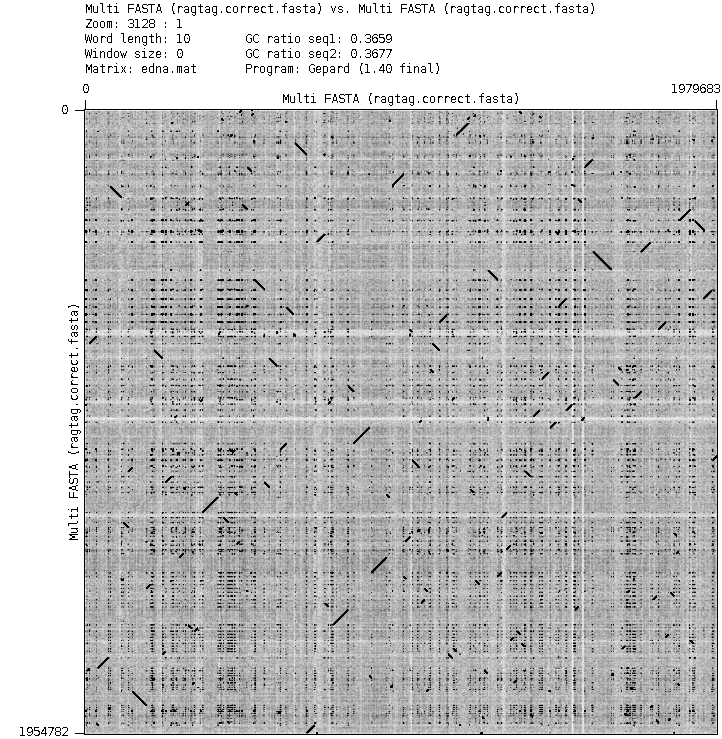 Multi FASTA (ragtag.correct.fasta) vs. Multi FASTA (ragtag.correct.fasta)
Zoom: 3128 : 1
Word length: 10 GC ratio seq1: 0.3659
Window size: 0 GC ratio seq2: 0.3677
Matrix: edna.mat Program: Gepard (1.40 final)
0 1979683
Multi FASTA (ragtag.correct.fasta)
0
Multi FASTA (ragtag.correct.fasta)
1954782